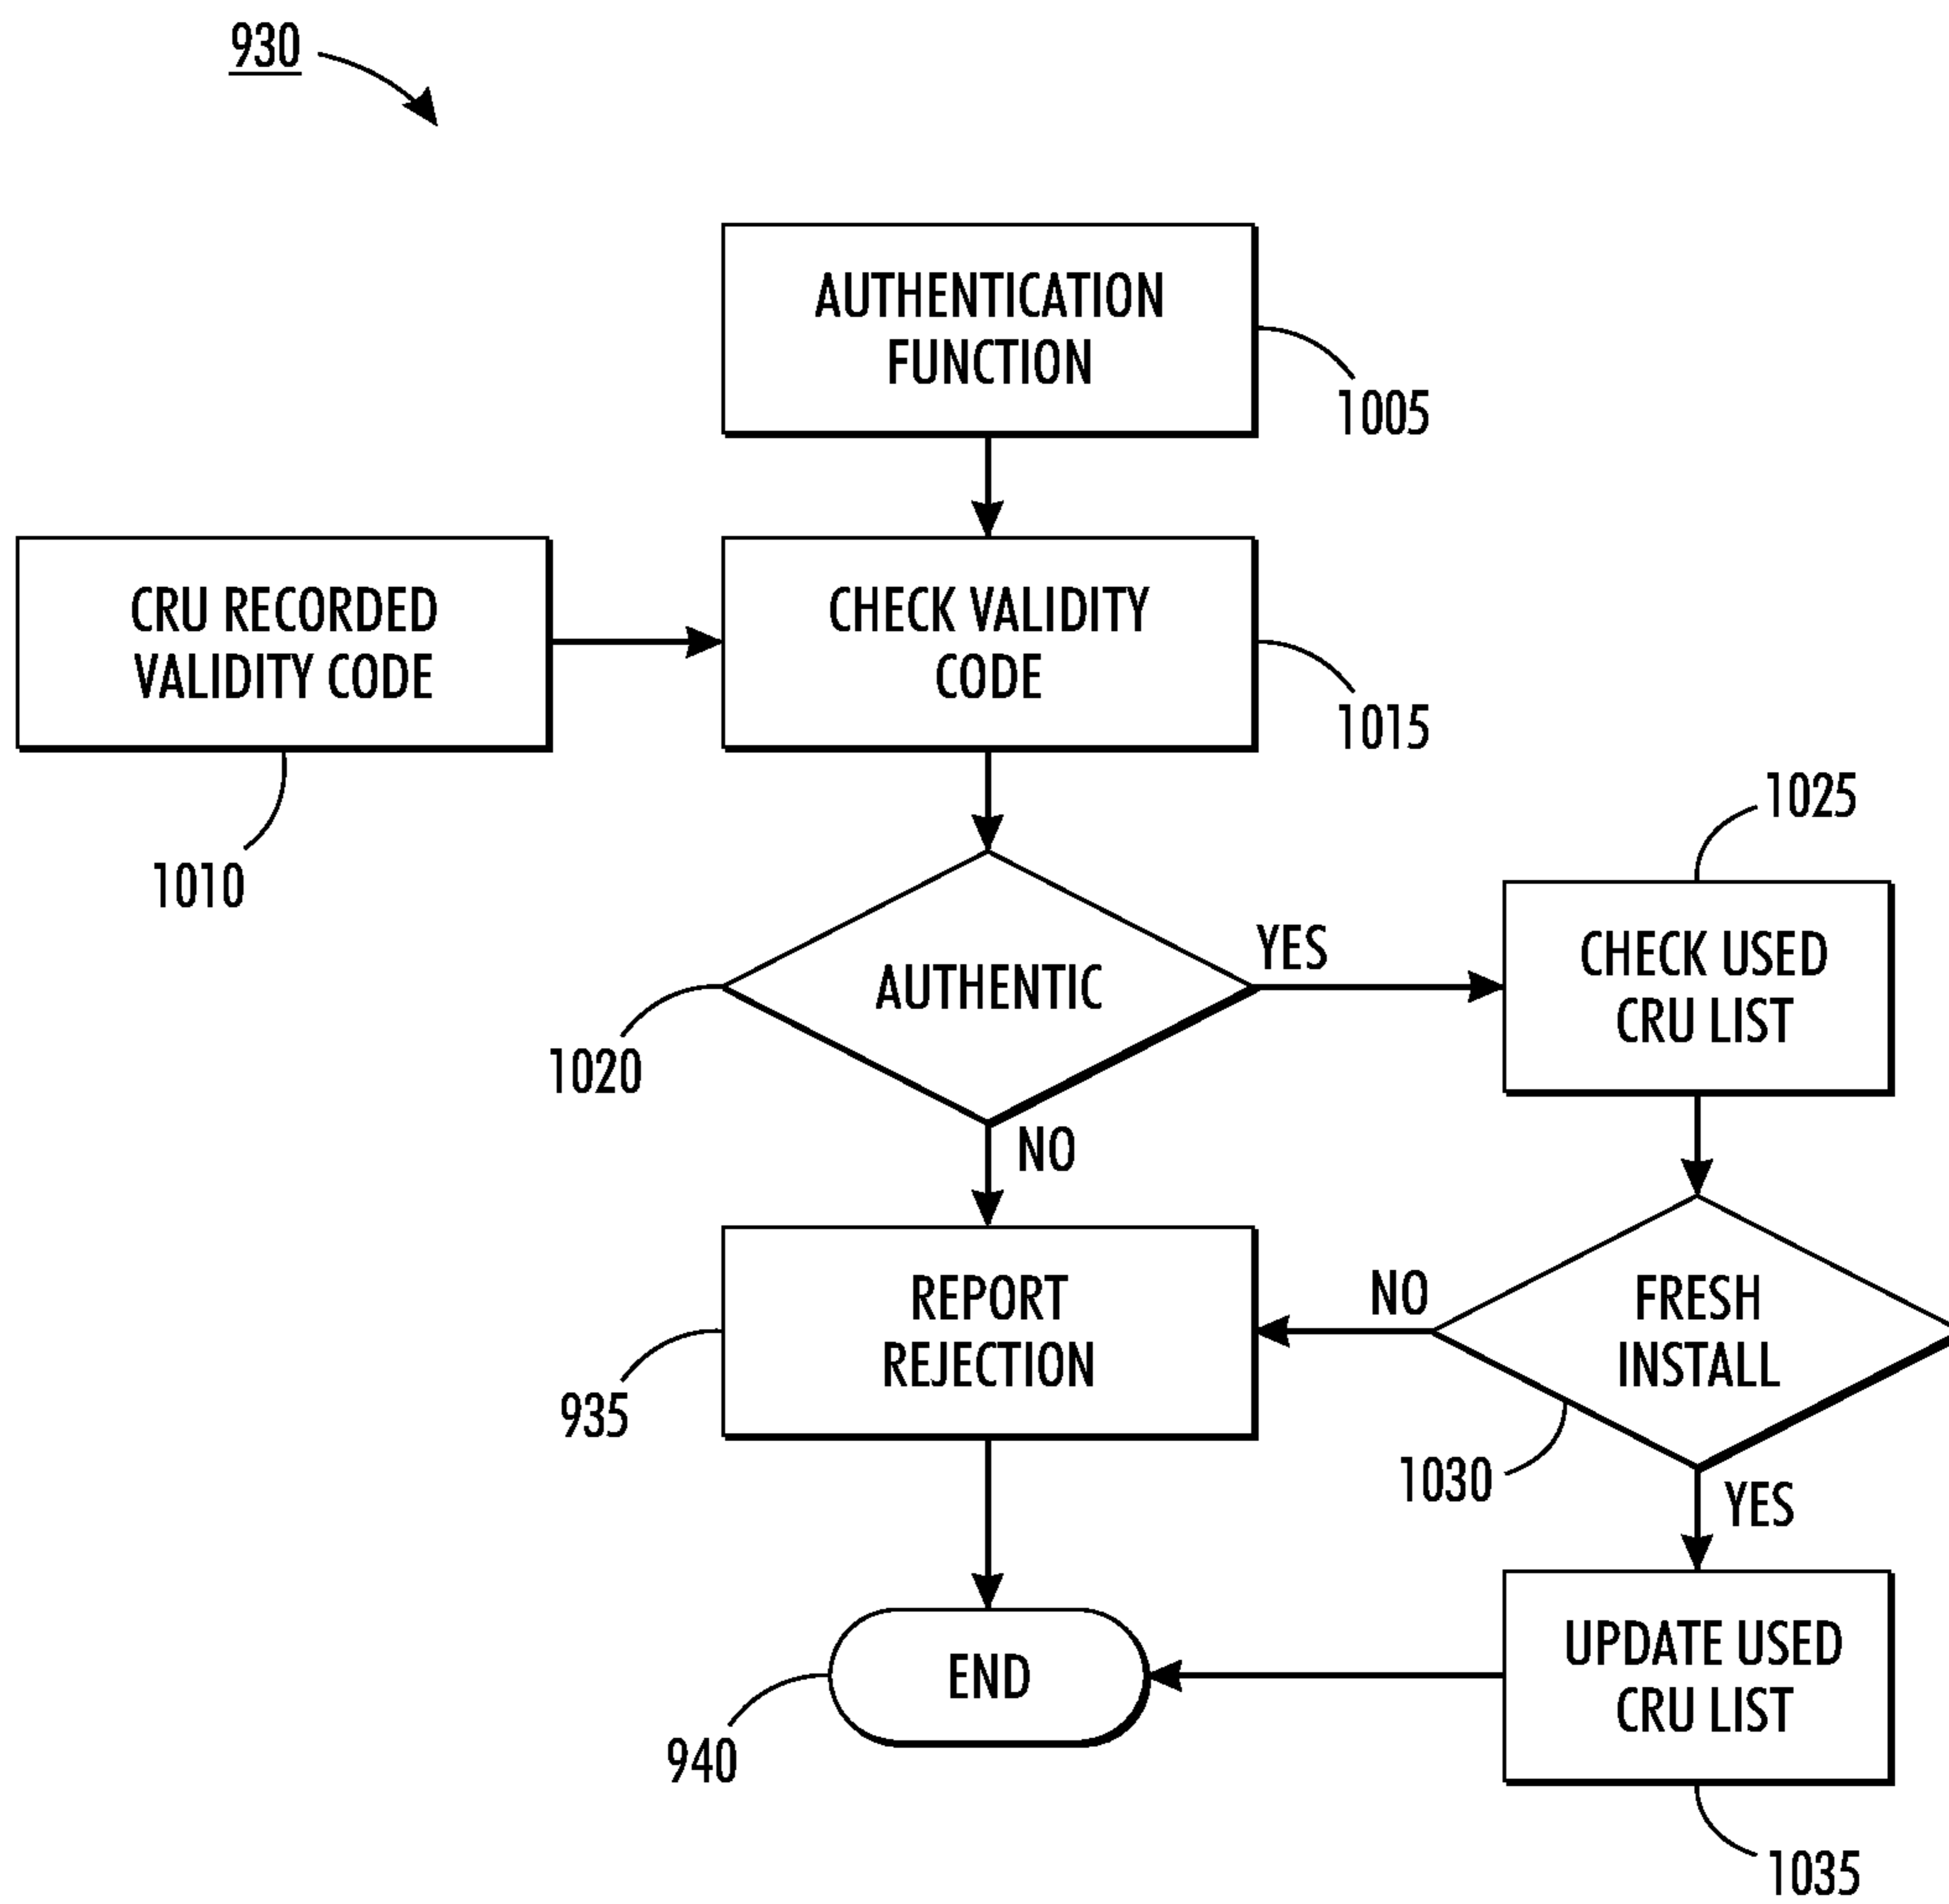 930
AUTHENTICATION
FUNCTION
1005
CRU RECORDED
VALIDITY CODE
1010
CHECK VALIDITY
CODE
1015
1025
AUTHENTIC
YES
1020
NO
CHECK USED
CRU LIST
REPORT
REJECTION
935
NO
FRESH
INSTALL
1030
YES
END
940
UPDATE USED
CRU LIST
1035